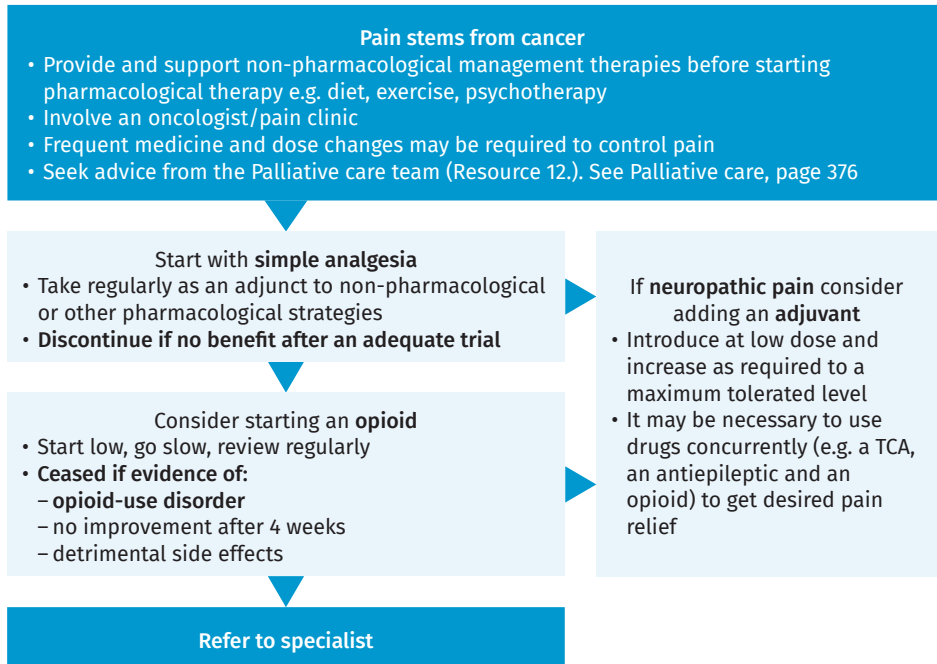 Pain stems from cancer
• Provide and support non-pharmacological management therapies before starting
pharmacological therapy e.g. diet, exercise, psychotherapy
• Involve an oncologist/pain clinic
• Frequent medicine and dose changes may be required to control pain
• Seek advice from the Palliative care team (Resource 12.). See Palliative care, page 376
Start with simple analgesia
• Take regularly as an adjunct to non-pharmacological
or other pharmacological strategies
• Discontinue if no benefit after an adequate trial
Consider starting an opioid
• Start low, go slow, review regularly
• Ceased if evidence of:
– opioid-use disorder
– no improvement after 4 weeks
– detrimental side effects
If neuropathic pain consider
adding an adjuvant
• Introduce at low dose and
increase as required to a
maximum tolerated level
• It may be necessary to use
drugs concurrently (e.g. a TCA,
an antiepileptic and an
opioid) to get desired pain
relief
Refer to specialist